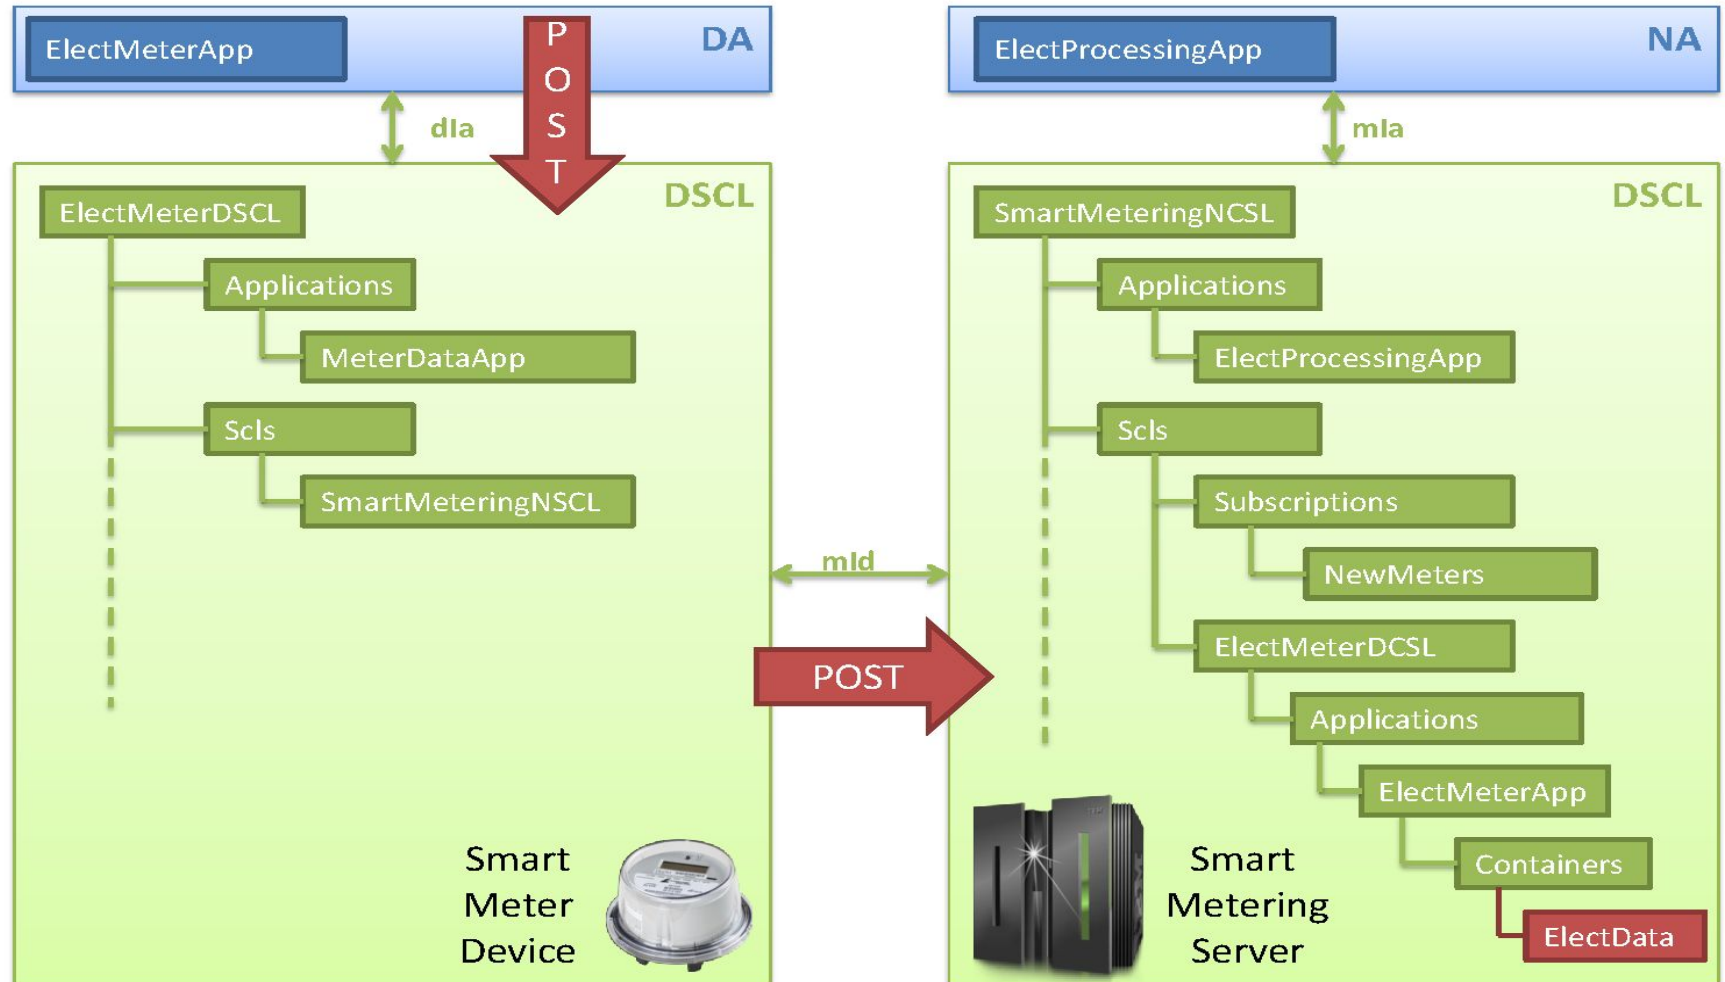 ElectMeterApp
DA
P
O
S
T
dIa
ElectMeterDSCL
DSCL
Applications
MeterDataApp
Scls
SmartMeteringNSCL
Smart
Meter
Device
mId
POST
ElectProcessingApp
NA
mIa
SmartMeteringNCSL
DSCL
Applications
ElectProcessingApp
Scls
Subscriptions
NewMeters
ElectMeterDCSL
Applications
ElectMeterApp
Containers
ElectData
Smart
Metering
Server